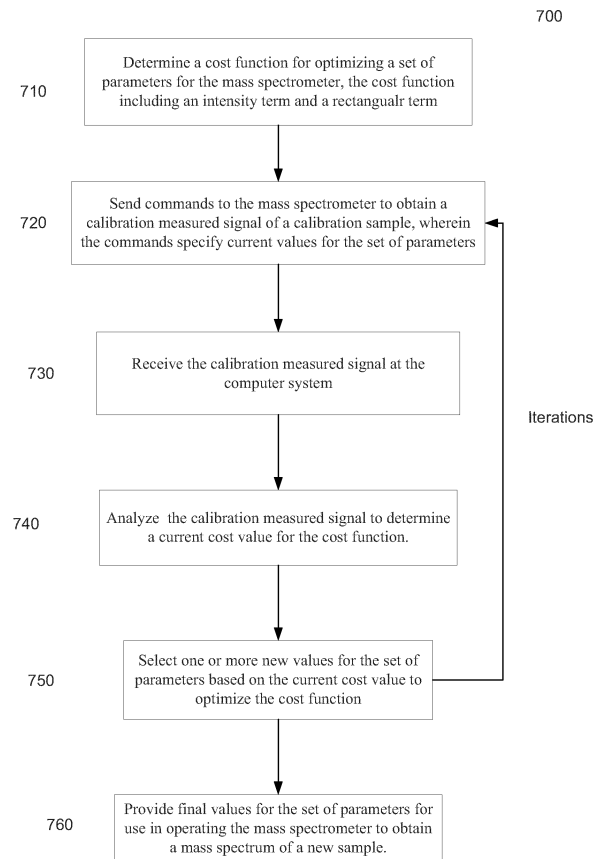 700
710
Determine a cost function for optimizing a set of
parameters for the mass spectrometer, the cost function
including an intensity term and a rectangualr term
720
Send commands to the mass spectrometer to obtain a
calibration measured signal of a calibration sample, wherein
the commands specify current values for the set of parameters
730
Receive the calibration measured signal at the
computer system
Iterations
740
Analyze the calibration measured signal to determine
a current cost value for the cost function.
750
Select one or more new values for the set of
parameters based on the current cost value to
optimize the cost function
760
Provide final values for the set of parameters for
use in operating the mass spectrometer to obtain
a mass spectrum of a new sample.